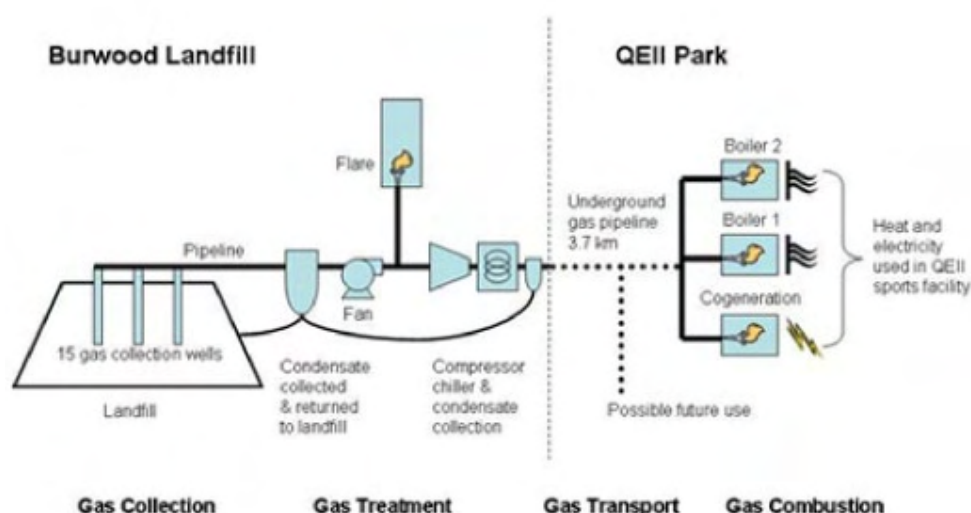 Burwood Landfill
QEII Park
Flare
Pipeline
Fan
15 gas collection wells
Landfill
Condensate
collected
& returned
to landfill
Compressor
chiller &
condensate
collection
Underground
gas pipeline
3.7 km
Possible future use
Boiler 2
Boiler 1
Cogeneration
Heat and
electricity
used in QEII
sports facility
Gas Collection
Gas Treatment
Gas Transport
Gas Combustion